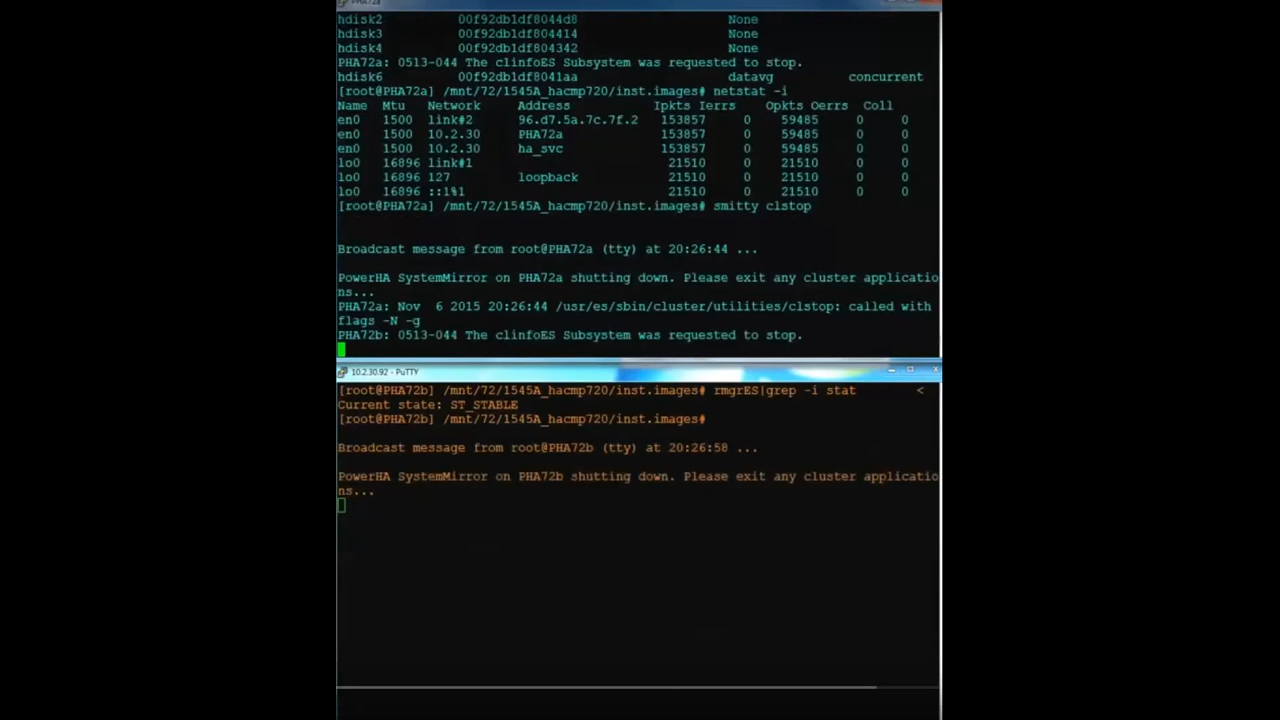 PHA72a
hdisk2 00f92db1df8044d8 None
hdisk3 00f92db1df804414 None
hdisk4 00f92db1df804342 None
PHA72a: 0513-044 The clinfoES Subsystem was requested to stop.
hdisk6 00f92db1df8041aa datavg concurrent
[root@PHA72a] /mnt/72/1545A_hacmp720/inst.images# netstat -i
Name Mtu Network Address Ipkts Ierrs Opkts Oerrs Coll
en0 1500 link#2 96.d7.5a.7c.7f.2 153857 0 59485 0 0
en0 1500 10.2.30 PHA72a 153857 0 59485 0 0
en0 1500 10.2.30 ha_svc 153857 0 59485 0 0
lo0 16896 link#1 21510 0 21510 0 0
lo0 16896 127 loopback 21510 0 21510 0 0
lo0 16896 ::1%1 21510 0 21510 0 0
[root@PHA72a] /mnt/72/1545A_hacmp720/inst.images# smitty clstop
Broadcast message from root@PHA72a (tty) at 20:26:44 ...
PowerHA SystemMirror on PHA72a shutting down. Please exit any cluster applicatio
ns...
PHA72a: Nov 6 2015 20:26:44 /usr/es/sbin/cluster/utilities/clstop: called with
flags -N -g
PHA72b: 0513-044 The clinfoES Subsystem was requested to stop.
10.2.30.92 - PuTTY
[root@PHA72b] /mnt/72/1545A_hacmp720/inst.images# rmgrES|grep -i stat <
Current state: ST_STABLE
[root@PHA72b] /mnt/72/1545A_hacmp720/inst.images#
Broadcast message from root@PHA72b (tty) at 20:26:58 ...
PowerHA SystemMirror on PHA72b shutting down. Please exit any cluster applicatio
ns...